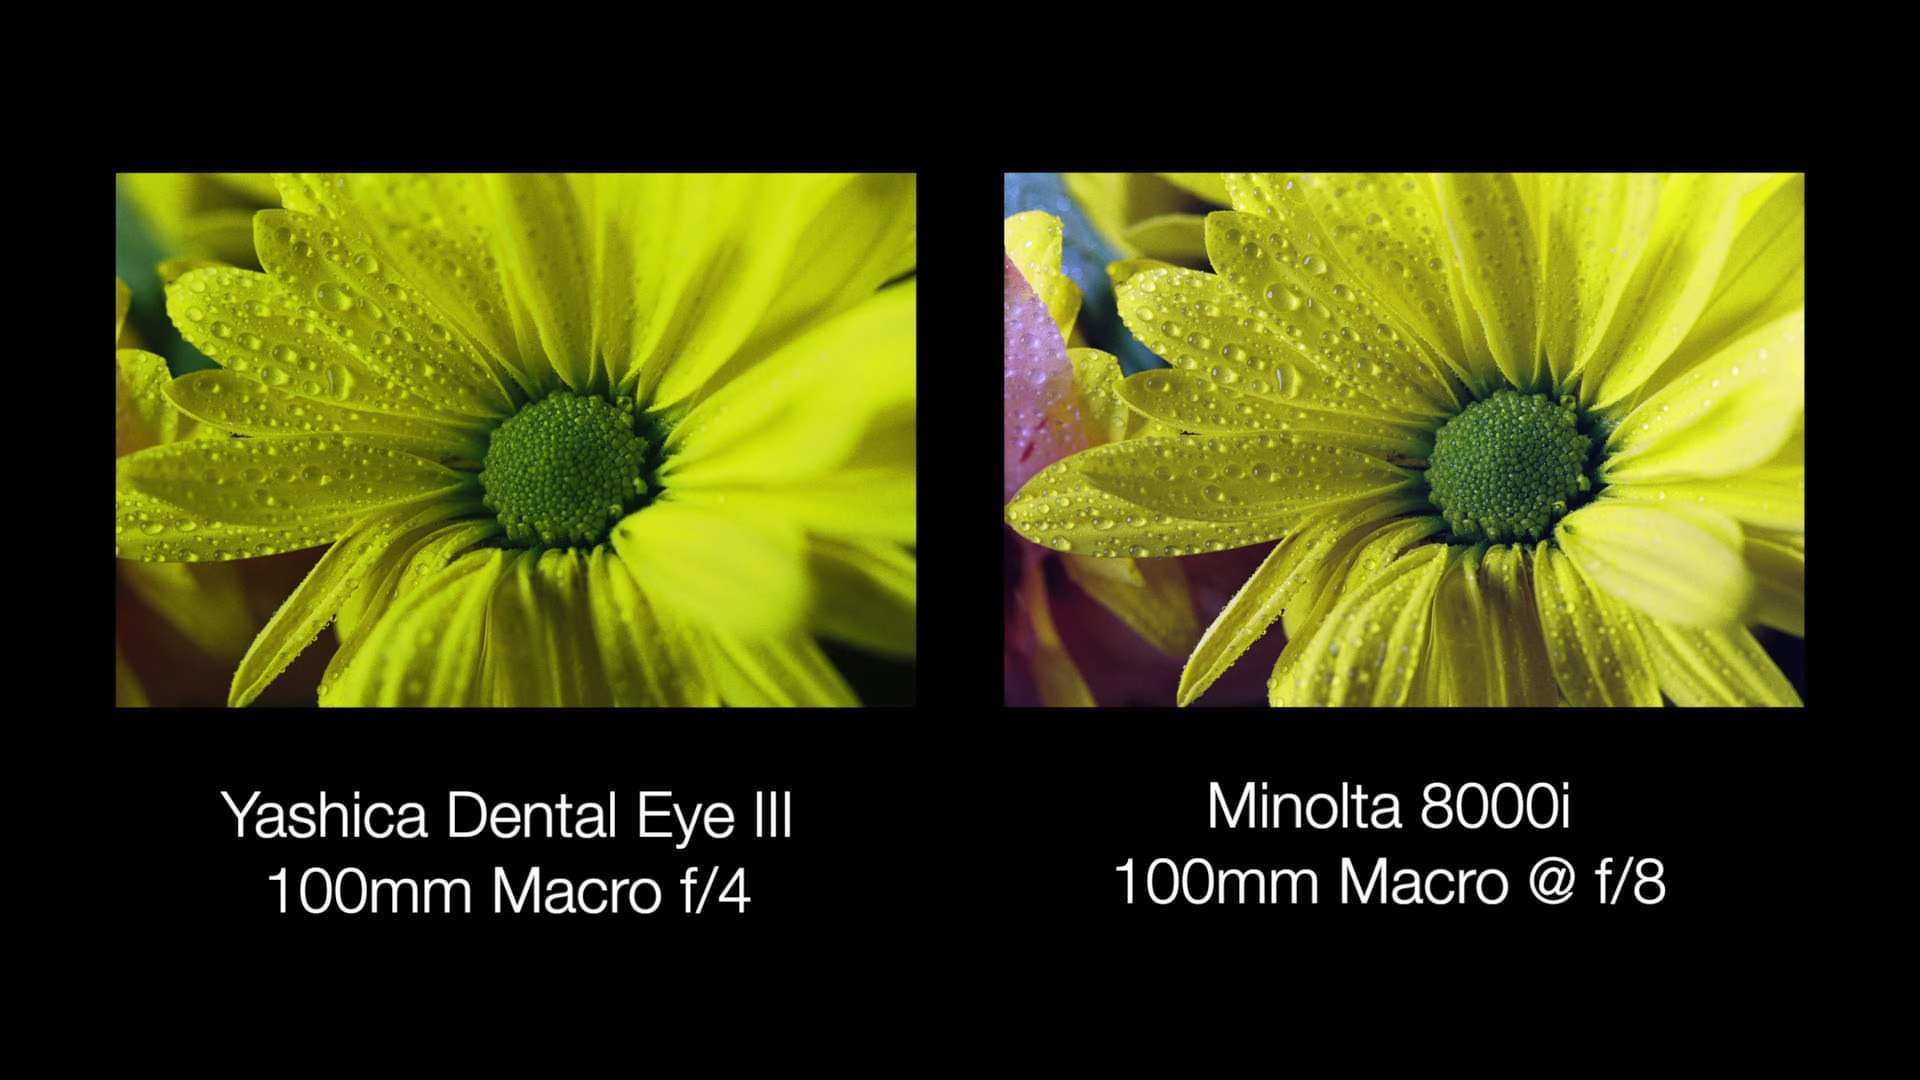 Yashica Dental Eye III
100mm Macro f/4
Minolta 8000i
100mm Macro @ f/8